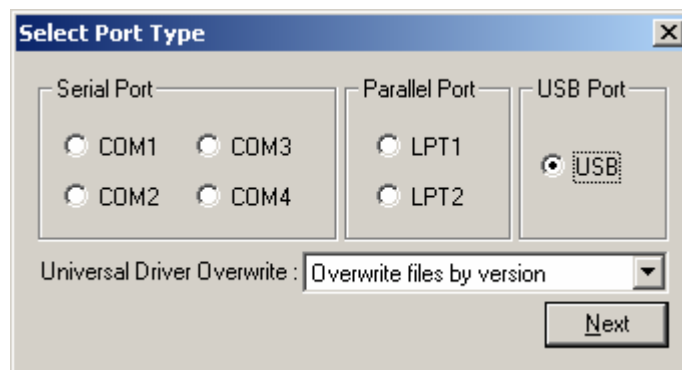 Select Port Type
Serial Port Parallel Port USB Port
COM1 COM3 LPT1
USB
COM2 COM4 LPT2
Universal Driver Overwrite : Overwrite files by version
Next